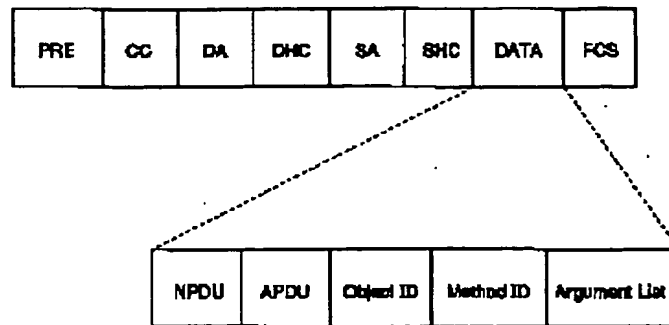 PRE CC DA DHC SA SHC DATA FCS
NPDU APDU Object ID Method ID Argument List